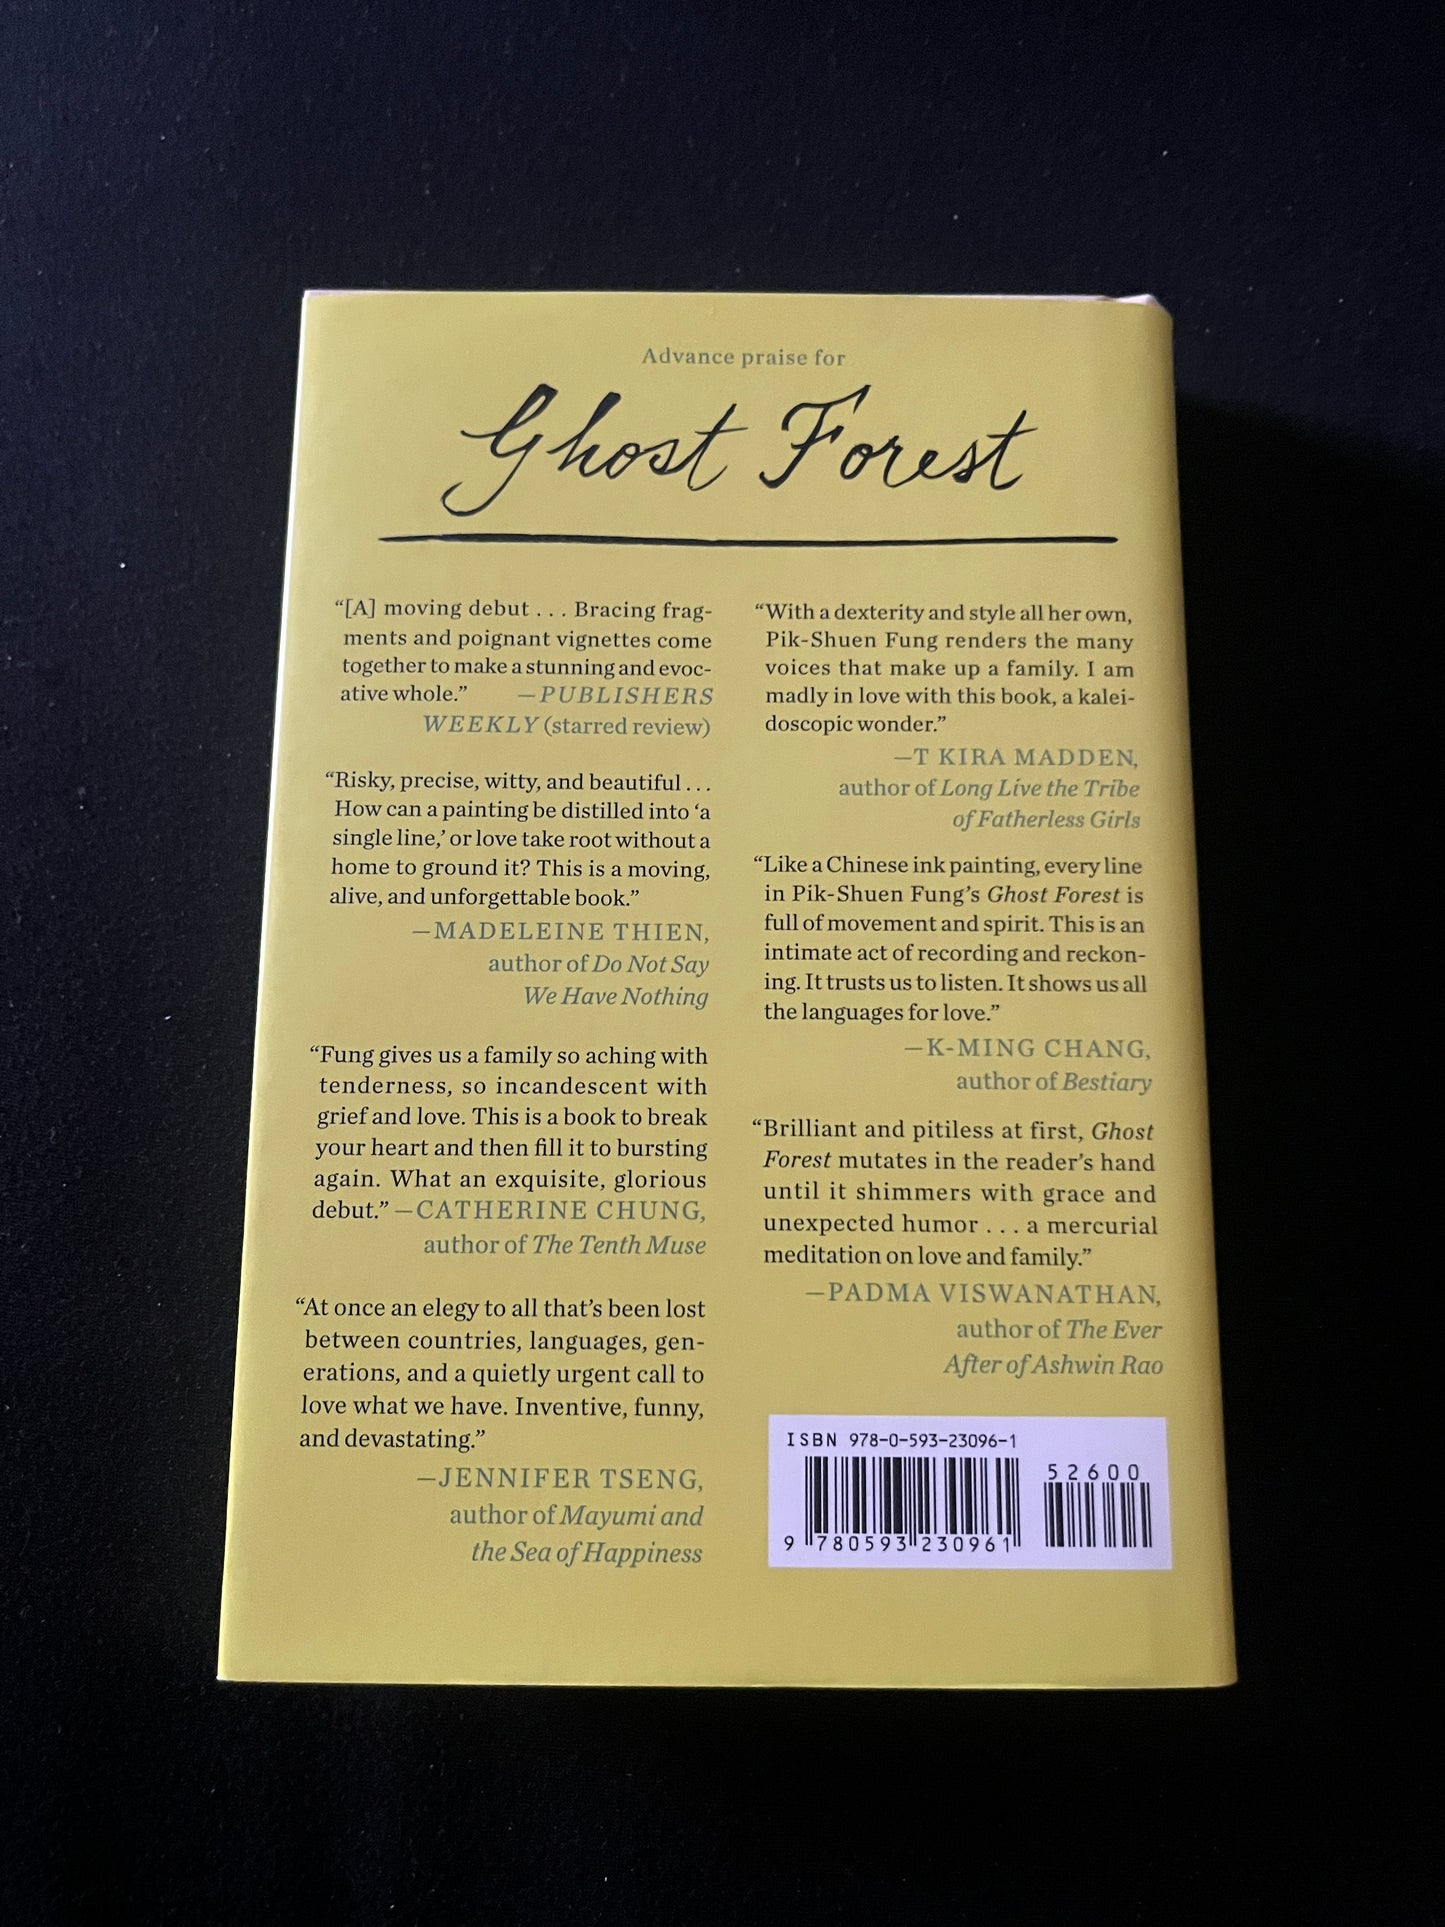 Advance praise for
Ghost Forest
“[A] moving debut . . . Bracing frag-
ments and poignant vignettes come
together to make a stunning and evoc-
ative whole.” —PUBLISHERS
WEEKLY (starred review)
“Risky, precise, witty, and beautiful . . .
How can a painting be distilled into ‘a
single line,’ or love take root without a
home to ground it? This is a moving,
alive, and unforgettable book.”
—MADELEINE THIEN,
author of Do Not Say
We Have Nothing
“Fung gives us a family so aching with
tenderness, so incandescent with
grief and love. This is a book to break
your heart and then fill it to bursting
again. What an exquisite, glorious
debut.” —CATHERINE CHUNG,
author of The Tenth Muse
“At once an elegy to all that’s been lost
between countries, languages, gen-
erations, and a quietly urgent call to
love what we have. Inventive, funny,
and devastating.”
—JENNIFER TSENG,
author of Mayumi and
the Sea of Happiness
“With a dexterity and style all her own,
Pik-Shuen Fung renders the many
voices that make up a family. I am
madly in love with this book, a kalei-
doscopic wonder.”
—T KIRA MADDEN,
author of Long Live the Tribe
of Fatherless Girls
“Like a Chinese ink painting, every line
in Pik-Shuen Fung’s Ghost Forest is
full of movement and spirit. This is an
intimate act of recording and reckon-
ing. It trusts us to listen. It shows us all
the languages for love.”
—K-MING CHANG,
author of Bestiary
“Brilliant and pitiless at first, Ghost
Forest mutates in the reader’s hand
until it shimmers with grace and
unexpected humor . . . a mercurial
meditation on love and family.”
—PADMA VISWANATHAN,
author of The Ever
After of Ashwin Rao
ISBN 978-0-593-23096-1
52600
9 780593 230961